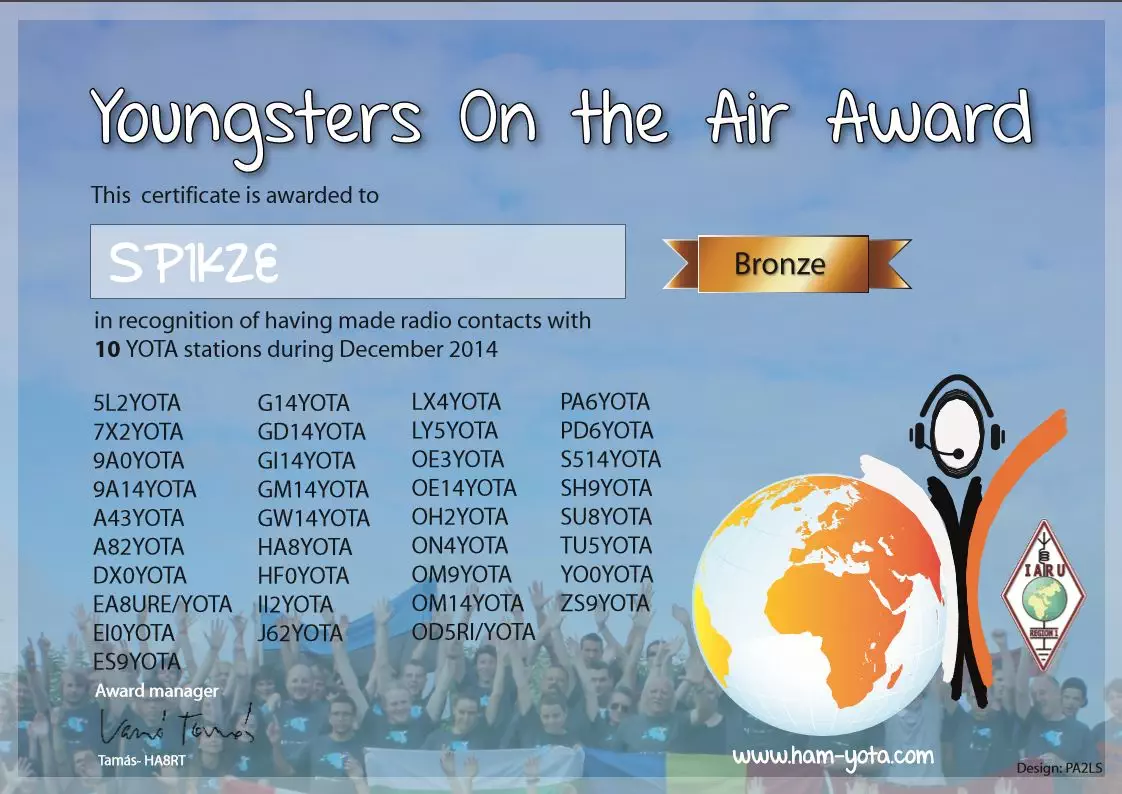 Youngsters On the Air Award
This certificate is awarded to
SP1KZE
Bronze
in recognition of having made radio contacts with
10 YOTA stations during December 2014
5L2YOTA
7X2YOTA
9A0YOTA
9A14YOTA
A43YOTA
A82YOTA
DX0YOTA
EA8URE/YOTA
EI0YOTA
ES9YOTA
G14YOTA
GD14YOTA
GI14YOTA
GM14YOTA
GW14YOTA
HA8YOTA
HF0YOTA
II2YOTA
J62YOTA
LX4YOTA
LY5YOTA
OE3YOTA
OE14YOTA
OH2YOTA
ON4YOTA
OM9YOTA
OM14YOTA
OD5RI/YOTA
PA6YOTA
PD6YOTA
S514YOTA
SH9YOTA
SU8YOTA
TU5YOTA
YO0YOTA
ZS9YOTA
Award manager
Tamás- HA8RT
IARU
REGION 1
www.ham-yota.com
Design: PA2LS